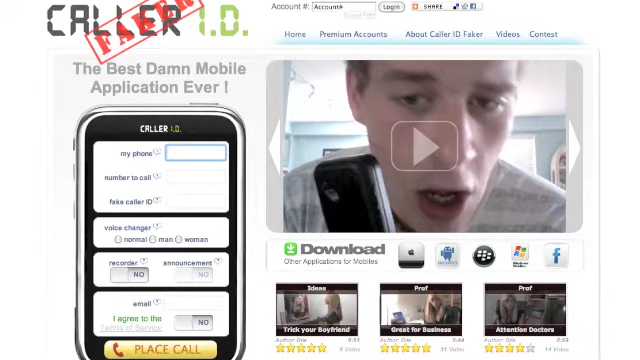 Account #: Account# Login SHARE
CALLER I.D.
FAKER
Home Premium Accounts About Caller ID Faker Videos Contest
The Best Damn Mobile
Application Ever !
CALLER I.D.
my phone
number to call
fake caller ID
voice changer
normal man woman
recorder announcement
NO NO
email
I agree to the
Terms of Service NO
PLACE CALL
Download
Other Applications for Mobiles
Ideas Prof Prof
Trick your Boyfriend Great for Business Attention Doctors